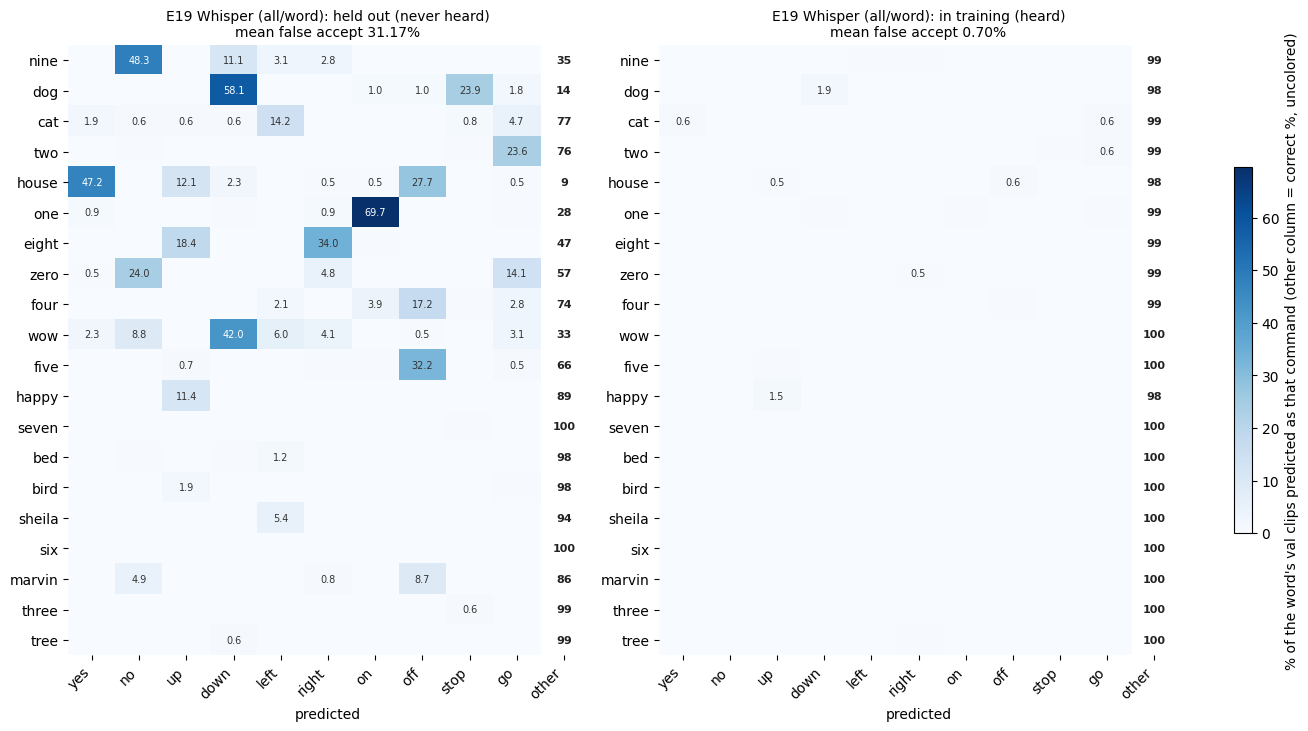 E19 Whisper (all/word): held out (never heard)
mean false accept 31.17%
nine 48.3 11.1 3.1 2.8 35
dog 58.1 1.0 1.0 23.9 1.8 14
cat 1.9 0.6 0.6 0.6 14.2 0.8 4.7 77
two 23.6 76
house 47.2 12.1 2.3 0.5 0.5 27.7 0.5 9
one 0.9 0.9 69.7 28
eight 18.4 34.0 47
zero 0.5 24.0 4.8 14.1 57
four 2.1 3.9 17.2 2.8 74
wow 2.3 8.8 42.0 6.0 4.1 0.5 3.1 33
five 0.7 32.2 0.5 66
happy 11.4 89
seven 100
bed 1.2 98
bird 1.9 98
sheila 5.4 94
six 100
marvin 4.9 0.8 8.7 86
three 0.6 99
tree 0.6 99
yes no up down left right on off stop go other
predicted
E19 Whisper (all/word): in training (heard)
mean false accept 0.70%
nine 99
dog 1.9 98
cat 0.6 0.6 99
two 0.6 99
house 0.5 0.6 98
one 99
eight 99
zero 0.5 99
four 99
wow 100
five 100
happy 1.5 98
seven 100
bed 100
bird 100
sheila 100
six 100
marvin 100
three 100
tree 100
yes no up down left right on off stop go other
predicted
60
50
40
30
20
10
0
% of the word's val clips predicted as that command (other column = correct %, uncolored)